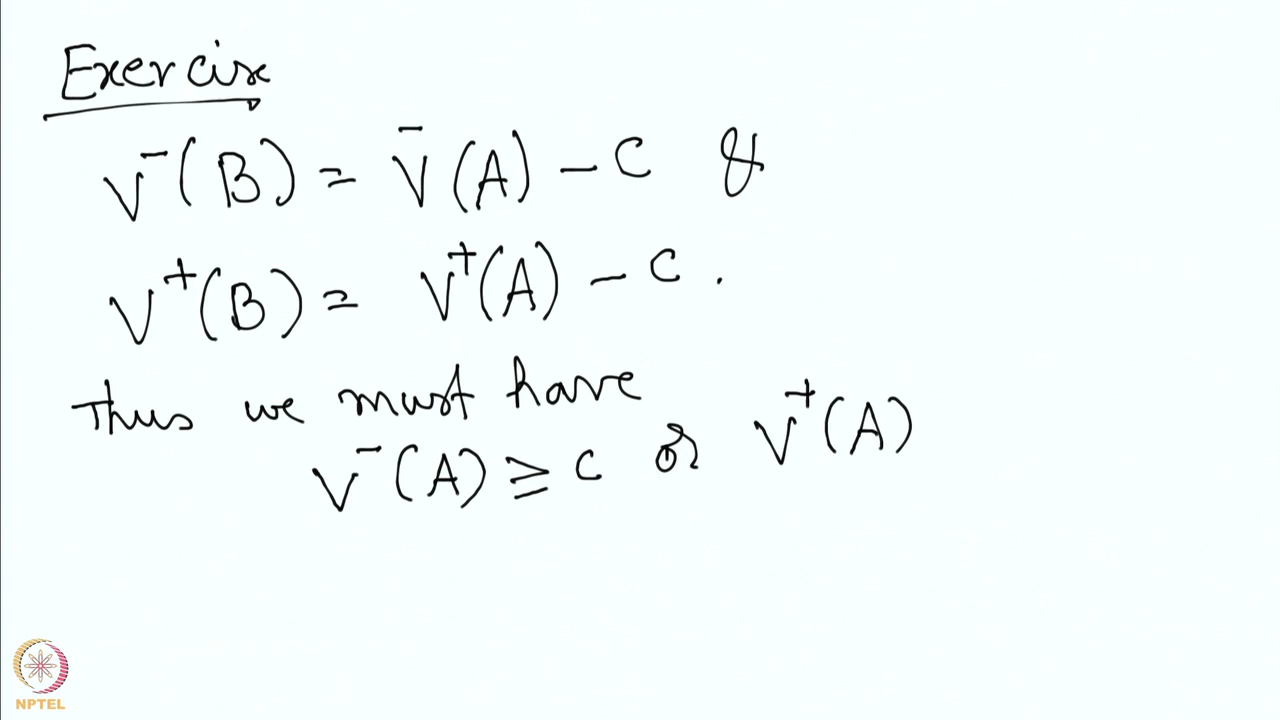 Exercise
V⁻(B) = V⁻(A) − C &
V⁺(B) = V⁺(A) − C .
Thus we must have
V⁻(A) ≥ C or V⁺(A)
NPTEL